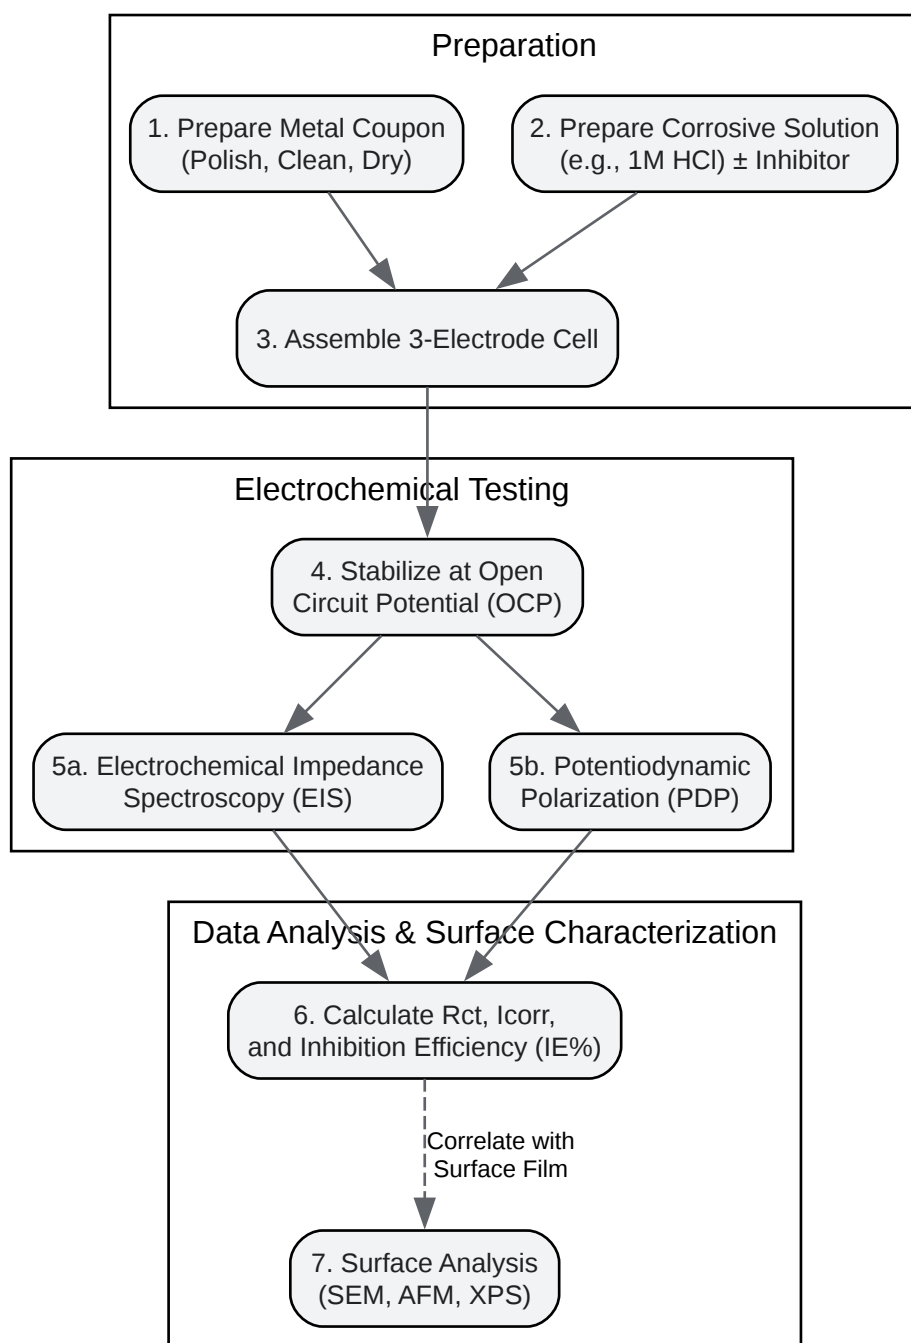 Preparation
1. Prepare Metal Coupon
(Polish, Clean, Dry)
2. Prepare Corrosive Solution
(e.g., 1M HCl) ± Inhibitor
3. Assemble 3-Electrode Cell
Electrochemical Testing
4. Stabilize at Open
Circuit Potential (OCP)
5a. Electrochemical Impedance
Spectroscopy (EIS)
5b. Potentiodynamic
Polarization (PDP)
Data Analysis & Surface Characterization
6. Calculate Rct, Icorr,
and Inhibition Efficiency (IE%)
Correlate with
Surface Film
7. Surface Analysis
(SEM, AFM, XPS)